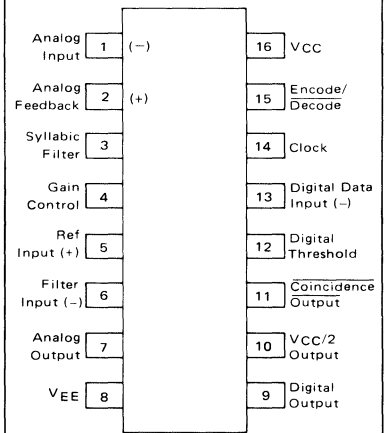 Analog
Input
1
(−)
Analog
Feedback
2
(+)
Syllabic
Filter
3
Gain
Control
4
Ref
Input (+)
5
Filter
Input (−)
6
Analog
Output
7
VEE
8
16
VCC
15
Encode/
Decode
14
Clock
13
Digital Data
Input (−)
12
Digital
Threshold
11
Coincidence
Output
10
VCC/2
Output
9
Digital
Output